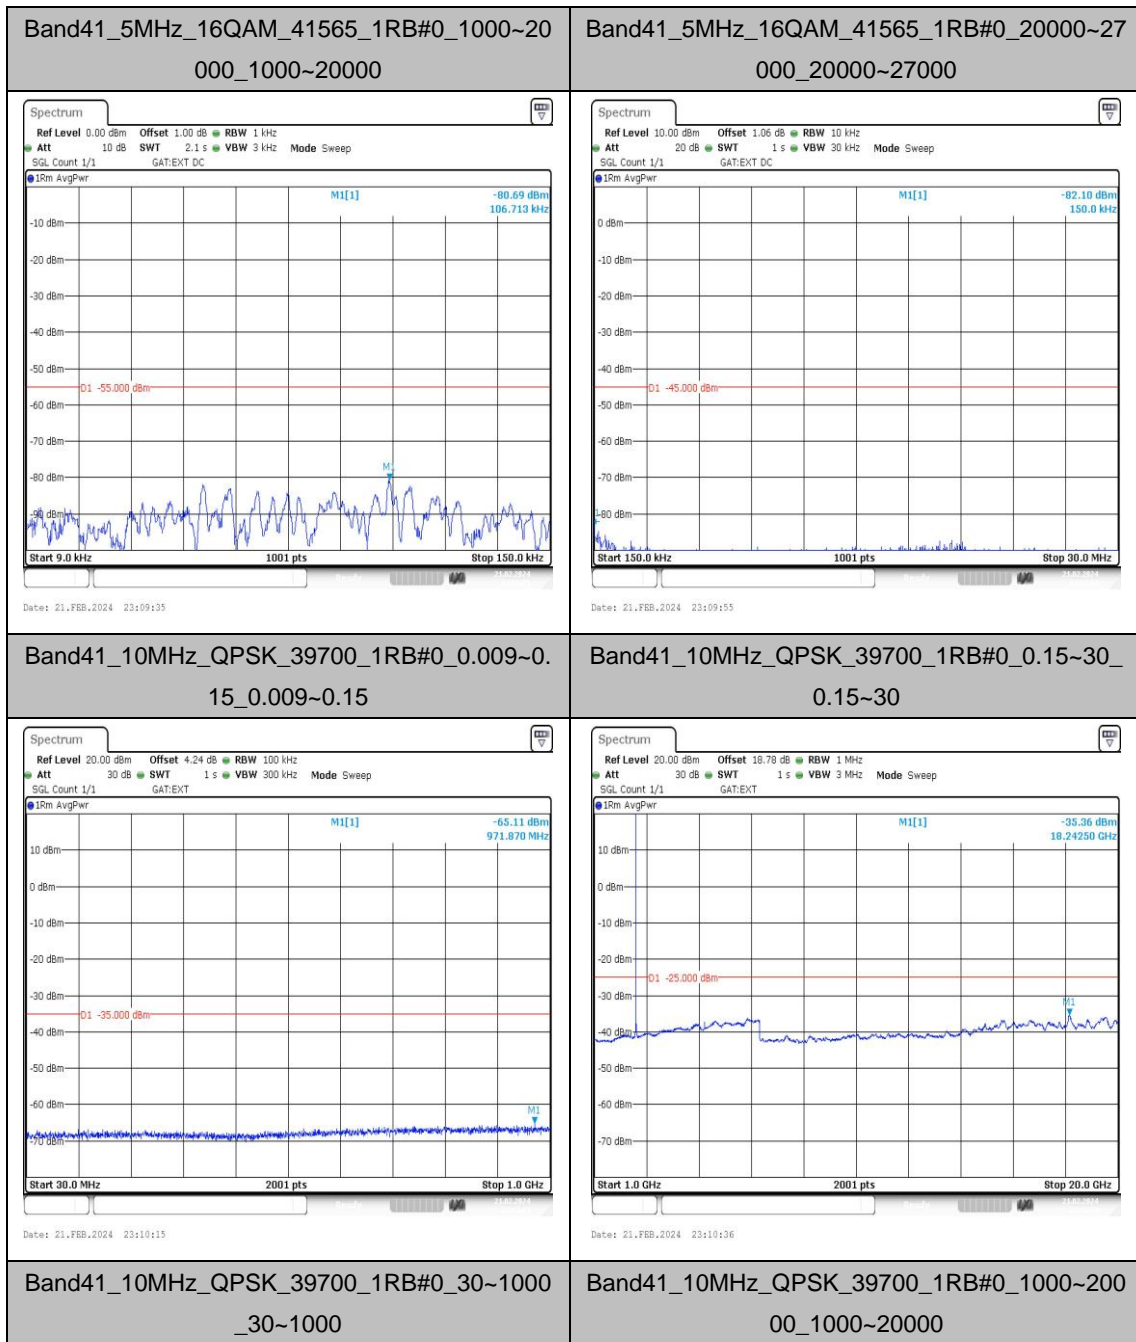 Band41_5MHz_16QAM_41565_1RB#0_1000~20
000_1000~20000
Band41_5MHz_16QAM_41565_1RB#0_20000~27
000_20000~27000
Spectrum
Ref Level 0.00 dBm Offset 1.00 dB RBW 1 kHz
Att 10 dB SWT 2.1 s VBW 3 kHz Mode Sweep
SGL Count 1/1 GAT:EXT DC
1Rm AvgPwr
M1[1] -80.69 dBm
106.713 kHz
-10 dBm
-20 dBm
-30 dBm
-40 dBm
-50 dBm
D1 -55.000 dBm
-60 dBm
-70 dBm
M1
-80 dBm
-90 dBm
Start 9.0 kHz 1001 pts Stop 150.0 kHz
Date: 21.FEB.2024 23:09:35
Spectrum
Ref Level 10.00 dBm Offset 1.06 dB RBW 10 kHz
Att 20 dB SWT 1 s VBW 30 kHz Mode Sweep
SGL Count 1/1 GAT:EXT DC
1Rm AvgPwr
M1[1] -82.10 dBm
150.0 kHz
0 dBm
-10 dBm
-20 dBm
-30 dBm
-40 dBm
D1 -45.000 dBm
-50 dBm
-60 dBm
-70 dBm
-80 dBm
Start 150.0 kHz 1001 pts Stop 30.0 MHz
Date: 21.FEB.2024 23:09:55
Band41_10MHz_QPSK_39700_1RB#0_0.009~0.
15_0.009~0.15
Band41_10MHz_QPSK_39700_1RB#0_0.15~30_
0.15~30
Spectrum
Ref Level 20.00 dBm Offset 4.24 dB RBW 100 kHz
Att 30 dB SWT 1 s VBW 300 kHz Mode Sweep
SGL Count 1/1 GAT:EXT
1Rm AvgPwr
M1[1] -65.11 dBm
971.870 MHz
10 dBm
0 dBm
-10 dBm
-20 dBm
-30 dBm
D1 -35.000 dBm
-40 dBm
-50 dBm
-60 dBm
M1
-70 dBm
Start 30.0 MHz 2001 pts Stop 1.0 GHz
Date: 21.FEB.2024 23:10:15
Spectrum
Ref Level 20.00 dBm Offset 18.78 dB RBW 1 MHz
Att 30 dB SWT 1 s VBW 3 MHz Mode Sweep
SGL Count 1/1 GAT:EXT
1Rm AvgPwr
M1[1] -35.36 dBm
18.24250 GHz
10 dBm
0 dBm
-10 dBm
-20 dBm
D1 -25.000 dBm
-30 dBm
M1
-40 dBm
-50 dBm
-60 dBm
-70 dBm
Start 1.0 GHz 2001 pts Stop 20.0 GHz
Date: 21.FEB.2024 23:10:36
Band41_10MHz_QPSK_39700_1RB#0_30~1000
_30~1000
Band41_10MHz_QPSK_39700_1RB#0_1000~200
00_1000~20000